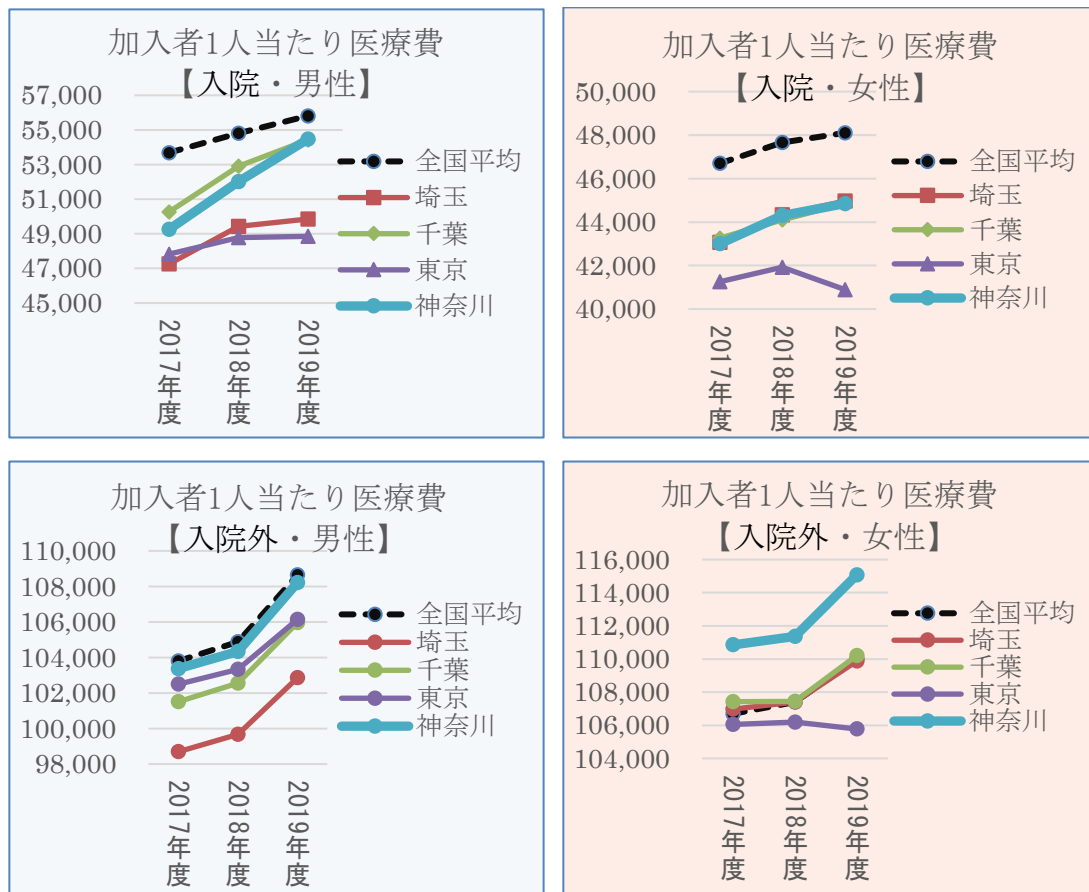 加入者1人当たり医療費
【入院・男性】
57,000
55,000
53,000
51,000
49,000
47,000
45,000
2017年度
2018年度
2019年度
全国平均
埼玉
千葉
東京
神奈川
加入者1人当たり医療費
【入院・女性】
50,000
48,000
46,000
44,000
42,000
40,000
2017年度
2018年度
2019年度
全国平均
埼玉
千葉
東京
神奈川
加入者1人当たり医療費
【入院外・男性】
110,000
108,000
106,000
104,000
102,000
100,000
98,000
2017年度
2018年度
2019年度
全国平均
埼玉
千葉
東京
神奈川
加入者1人当たり医療費
【入院外・女性】
116,000
114,000
112,000
110,000
108,000
106,000
104,000
2017年度
2018年度
2019年度
全国平均
埼玉
千葉
東京
神奈川